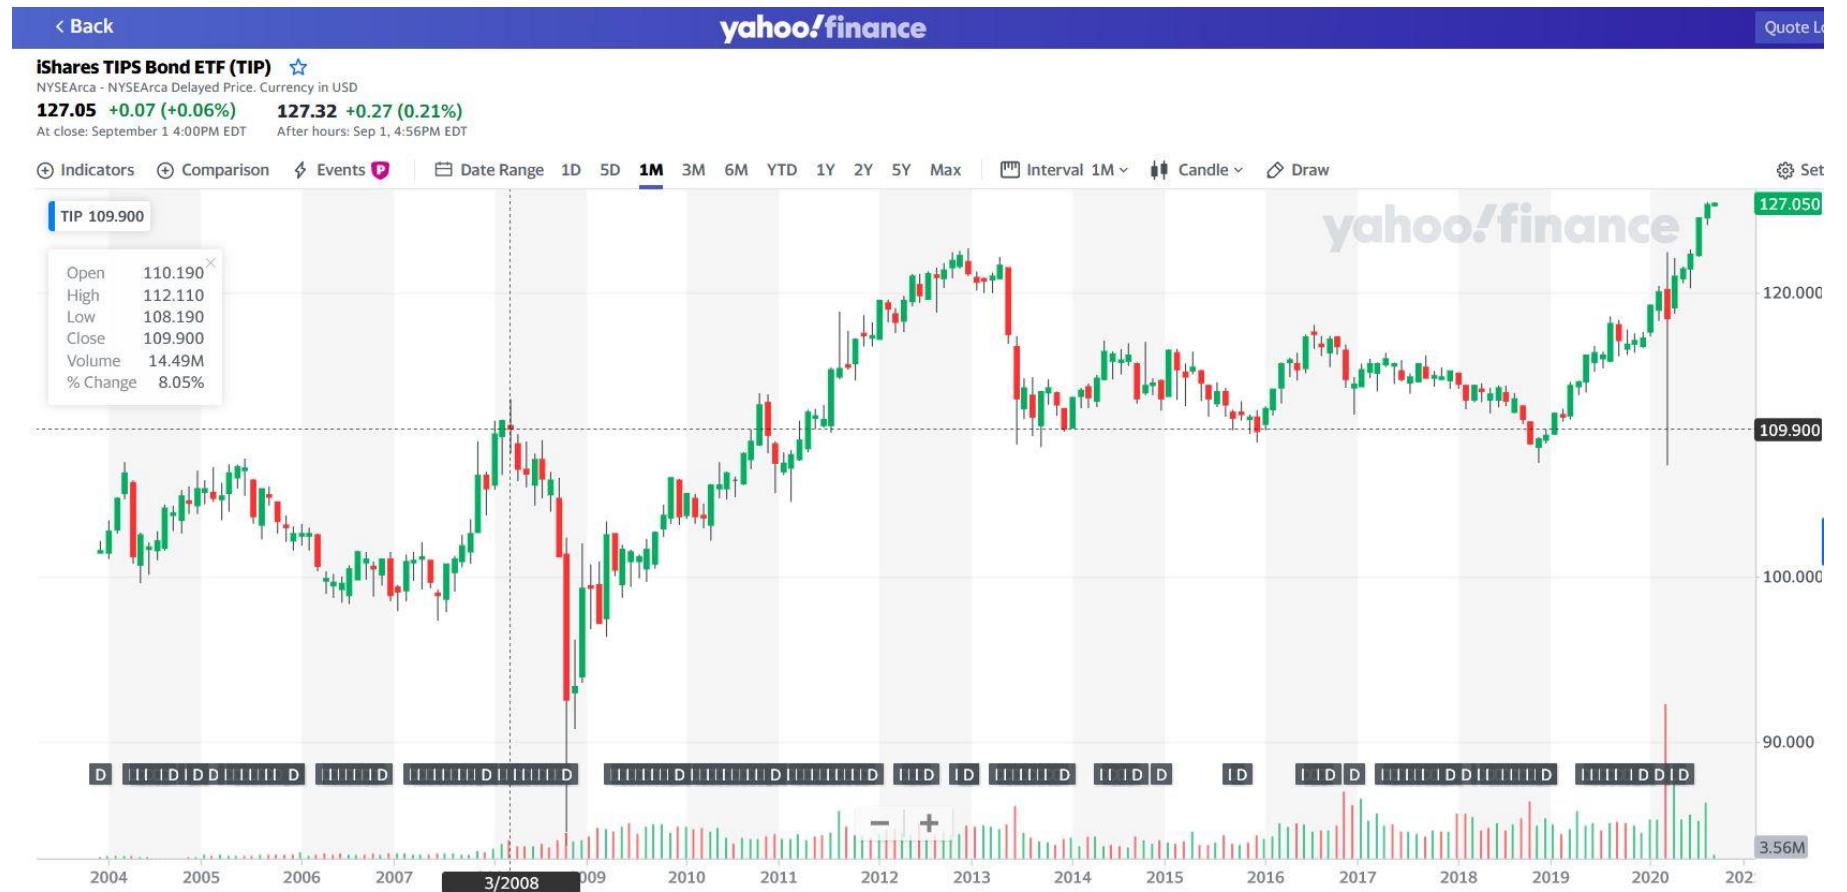 < Back
yahoo!finance
Quote Lo
iShares TIPS Bond ETF (TIP)
NYSEArca - NYSEArca Delayed Price. Currency in USD
127.05 +0.07 (+0.06%) 127.32 +0.27 (0.21%)
At close: September 1 4:00PM EDT After hours: Sep 1, 4:56PM EDT
Indicators Comparison Events P Date Range 1D 5D 1M 3M 6M YTD 1Y 2Y 5Y Max Interval 1M Candle Draw Set
TIP 109.900
yahoo!finance
127.050
Open 110.190
High 112.110
Low 108.190
Close 109.900
Volume 14.49M
% Change 8.05%
120.000
109.900
100.000
90.000
3.56M
2004 2005 2006 2007 3/2008 009 2010 2011 2012 2013 2014 2015 2016 2017 2018 2019 2020 202